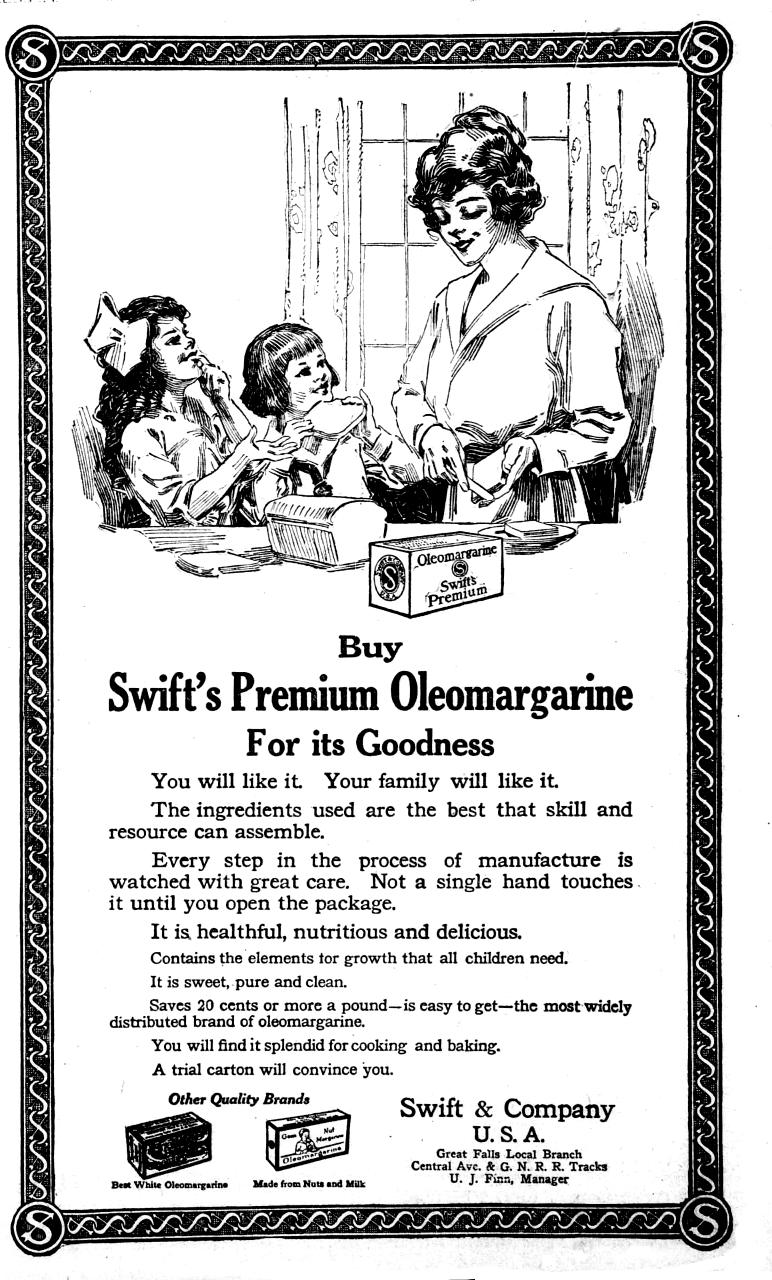 S S
Oleomargarine
S
Swift's
Premium
S
U.S.A.
Buy
Swift's Premium Oleomargarine
For its Goodness
You will like it. Your family will like it.
The ingredients used are the best that skill and
resource can assemble.
Every step in the process of manufacture is
watched with great care. Not a single hand touches
it until you open the package.
It is healthful, nutritious and delicious.
Contains the elements for growth that all children need.
It is sweet, pure and clean.
Saves 20 cents or more a pound—is easy to get—the most widely
distributed brand of oleomargarine.
You will find it splendid for cooking and baking.
A trial carton will convince you.
Other Quality Brands
Gem Nut
Margarine
Oleomargarine
Best White Oleomargarine
Made from Nuts and Milk
Swift & Company
U. S. A.
Great Falls Local Branch
Central Ave. & G. N. R. R. Tracks
U. J. Finn, Manager
S S